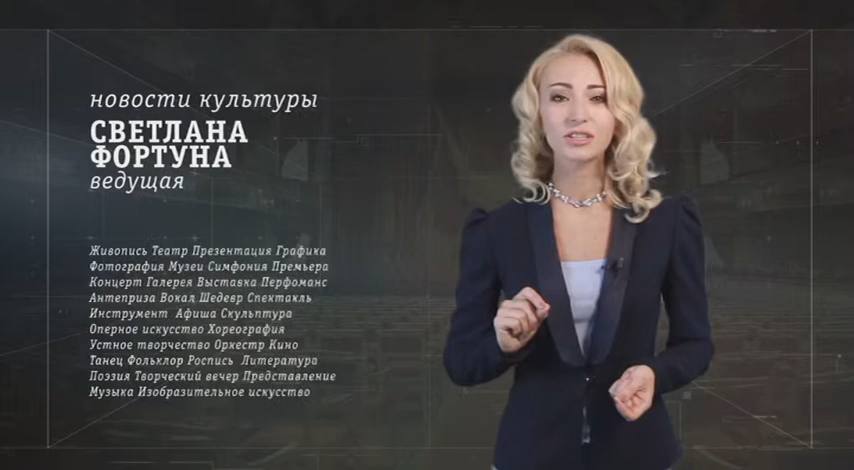 новости культуры
СВЕТЛАНА
ФОРТУНА
ведущая
Живопись Театр Презентация Графика
Фотография Музеи Симфония Премьера
Концерт Галерея Выставка Перфоманс
Антеприза Вокал Шедевр Спектакль
Инструмент Афиша Скульптура
Оперное искусство Хореография
Устное творчество Оркестр Кино
Танец Фольклор Роспись Литература
Поэзия Творческий вечер Представление
Музыка Изобразительное искусство